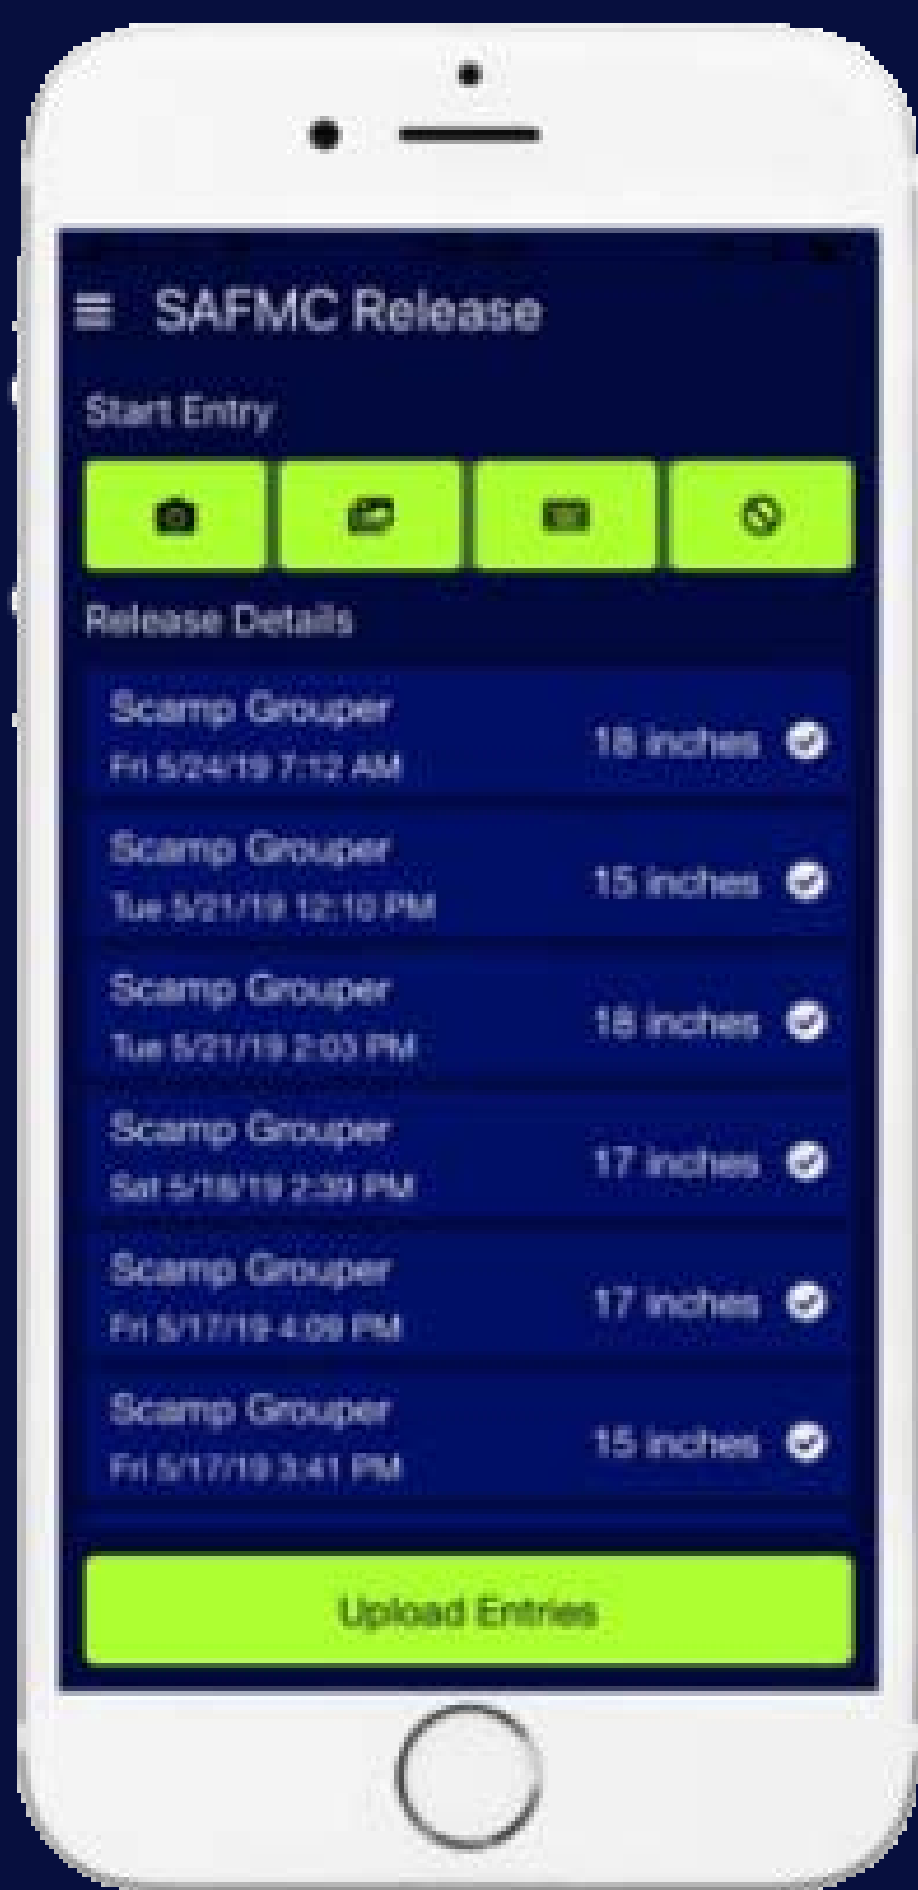 SAFMC Release
Start Entry
Release Details
Scamp Grouper
18 inches
Fri 5/24/19 7:12 AM
Scamp Grouper
15 inches
Tue 5/21/19 12:10 PM
Scamp Grouper
18 inches
Tue 5/21/19 2:03 PM
Scamp Grouper
17 inches
Sat 5/18/19 2:39 PM
Scamp Grouper
17 inches
Fri 5/17/19 4:09 PM
Scamp Grouper
15 inches
Fri 5/17/19 3:41 PM
Upload Entries